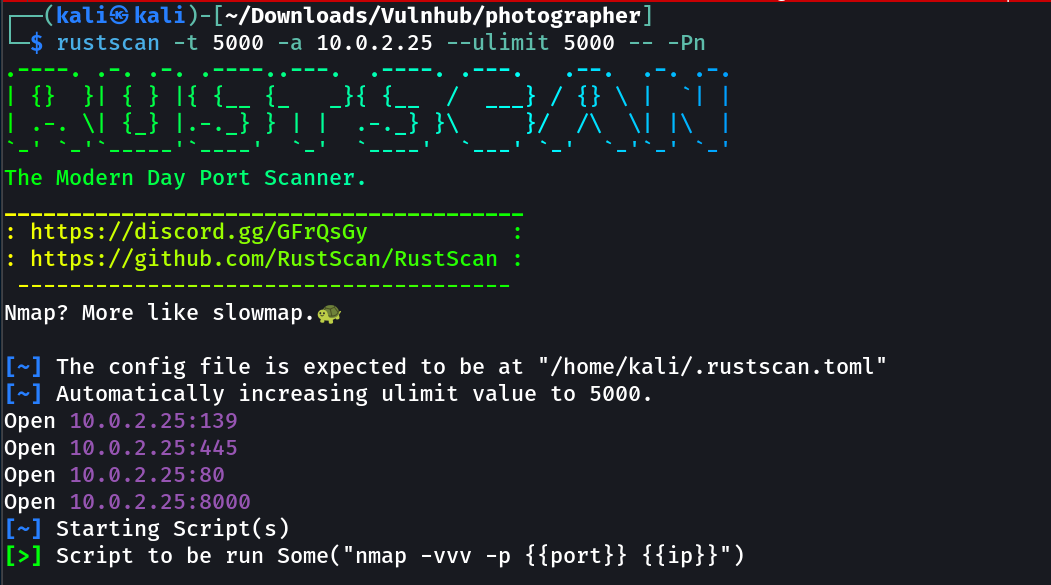 ┌──(kali㉿kali)-[~/Downloads/Vulnhub/photographer]
└─$ rustscan -t 5000 -a 10.0.2.25 --ulimit 5000 -- -Pn
.----. .-. .-. .----..---.  .----. .---.   .--.  .-. .-.
| {}  }| { } |{ {__ {_   _}{ {__  /  ___} / {} \ |  `| |
| .-. \| {_} |.-._} } | |  .-._} }\     }/  /\  \| |\  |
`-' `-'`-----'`----'  `-'  `----'  `---' `-'  `-'`-' `-'
The Modern Day Port Scanner.
________________________________________
: https://discord.gg/GFrQsGy           :
: https://github.com/RustScan/RustScan :
 --------------------------------------
Nmap? More like slowmap.🐢
[~] The config file is expected to be at "/home/kali/.rustscan.toml"
[~] Automatically increasing ulimit value to 5000.
Open 10.0.2.25:139
Open 10.0.2.25:445
Open 10.0.2.25:80
Open 10.0.2.25:8000
[~] Starting Script(s)
[>] Script to be run Some("nmap -vvv -p {{port}} {{ip}}")